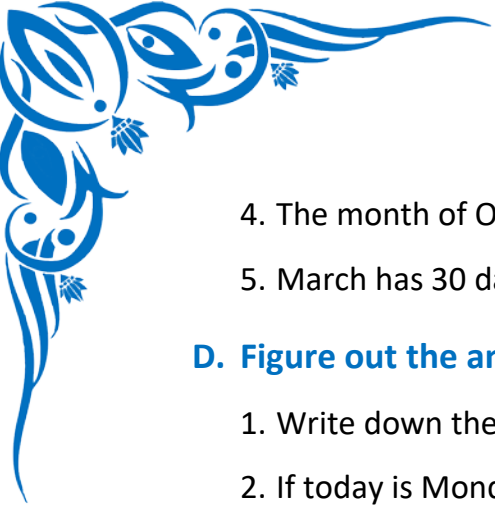 4. The month of O
5. March has 30 da
D. Figure out the ar
1. Write down the
2. If today is Mond